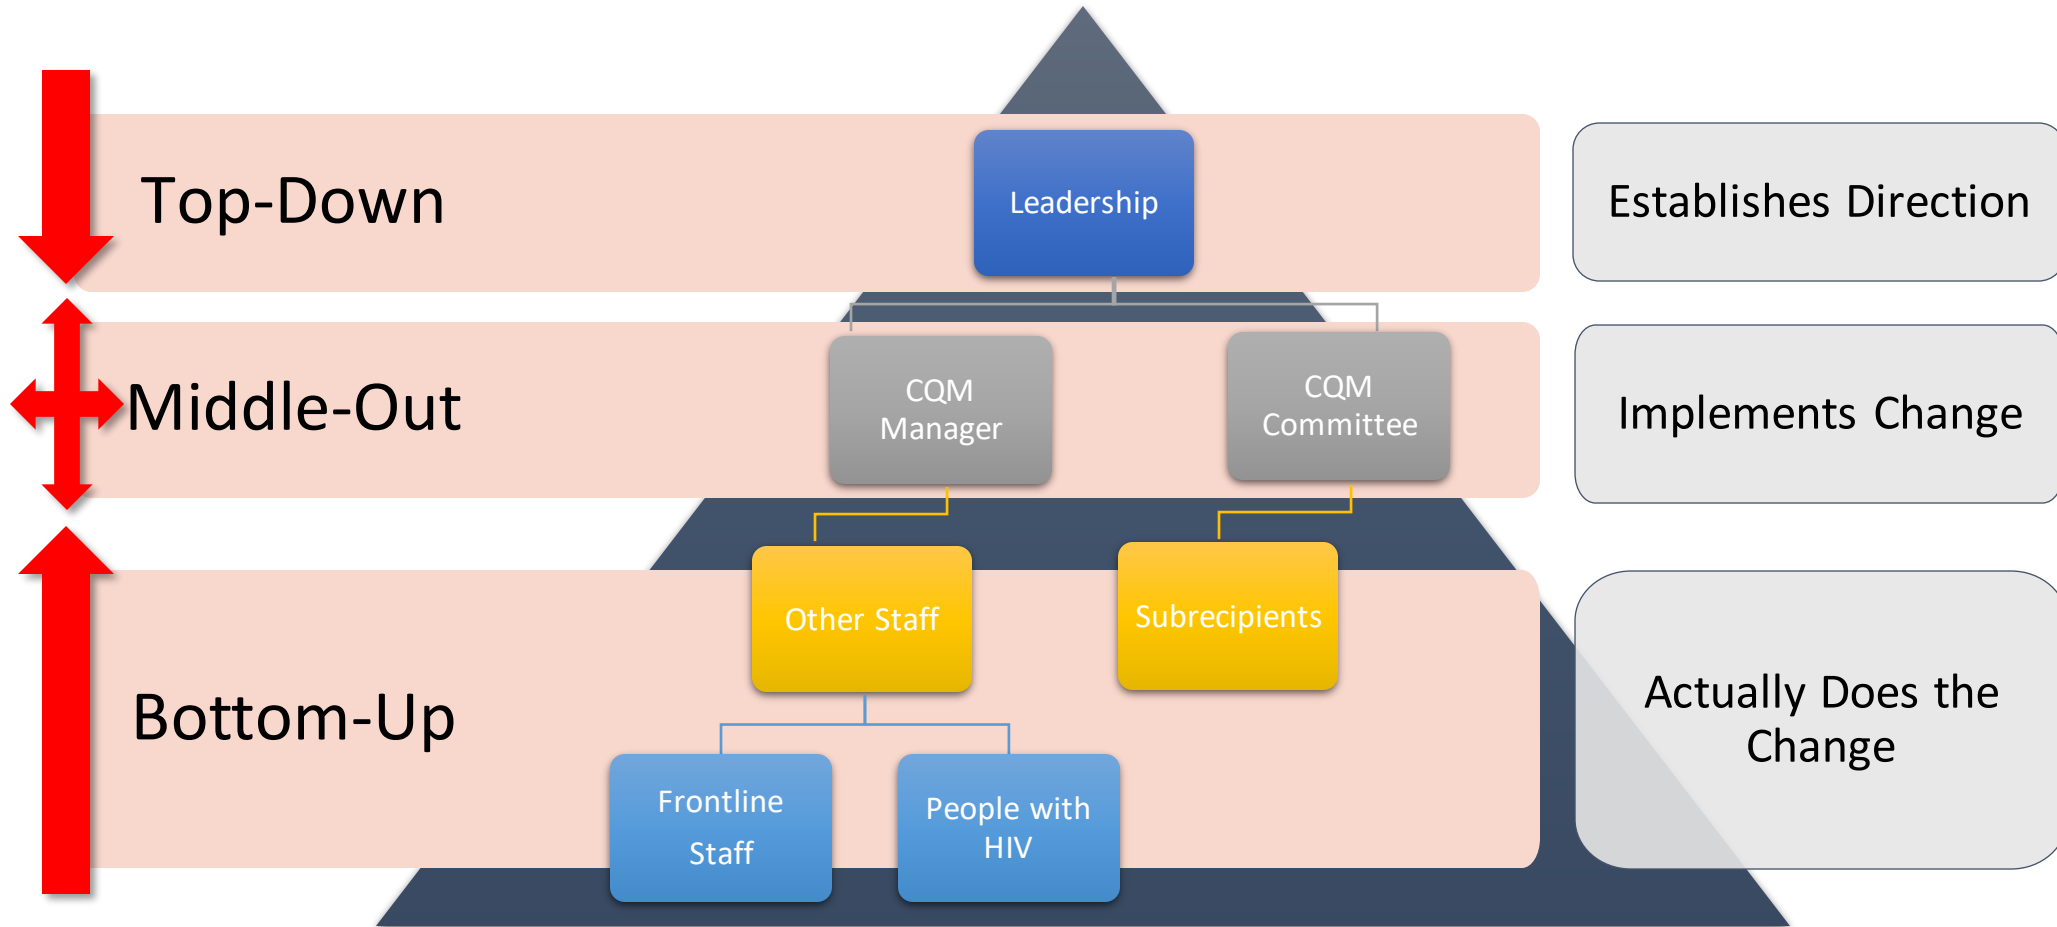 Top-Down
Leadership
Establishes Direction
Middle-Out
CQM
Manager
CQM
Committee
Implements Change
Bottom-Up
Other Staff
Subrecipients
Frontline
Staff
People with
HIV
Actually Does the
Change